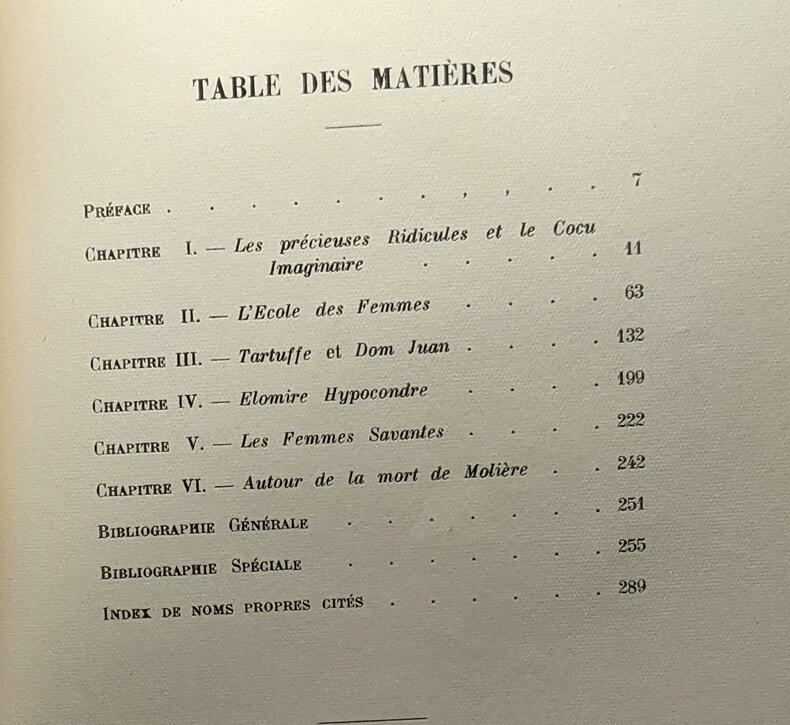 TABLE DES MATIÈRES
PRÉFACE . . . . . . , , . . 7
CHAPITRE I. — Les précieuses Ridicules et le Cocu
Imaginaire . . . . . 11
CHAPITRE II. — L'Ecole des Femmes . . . . 63
CHAPITRE III. — Tartuffe et Dom Juan . . . . 132
CHAPITRE IV. — Elomire Hypocondre . . . . 199
CHAPITRE V. — Les Femmes Savantes . . . . 222
CHAPITRE VI. — Autour de la mort de Molière . . 242
BIBLIOGRAPHIE GÉNÉRALE . . . . . . . 251
BIBLIOGRAPHIE SPÉCIALE . . . . . . . 255
INDEX DE NOMS PROPRES CITÉS . . . . . . 289